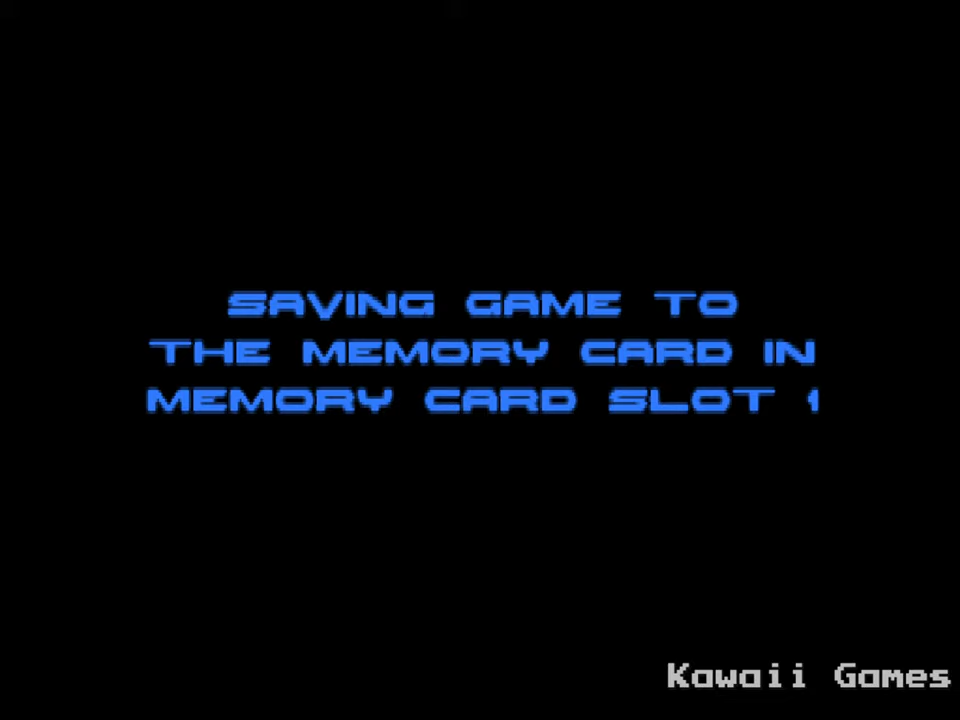 SAVING GAME TO
THE MEMORY CARD IN
MEMORY CARD SLOT 1
Kawaii Games